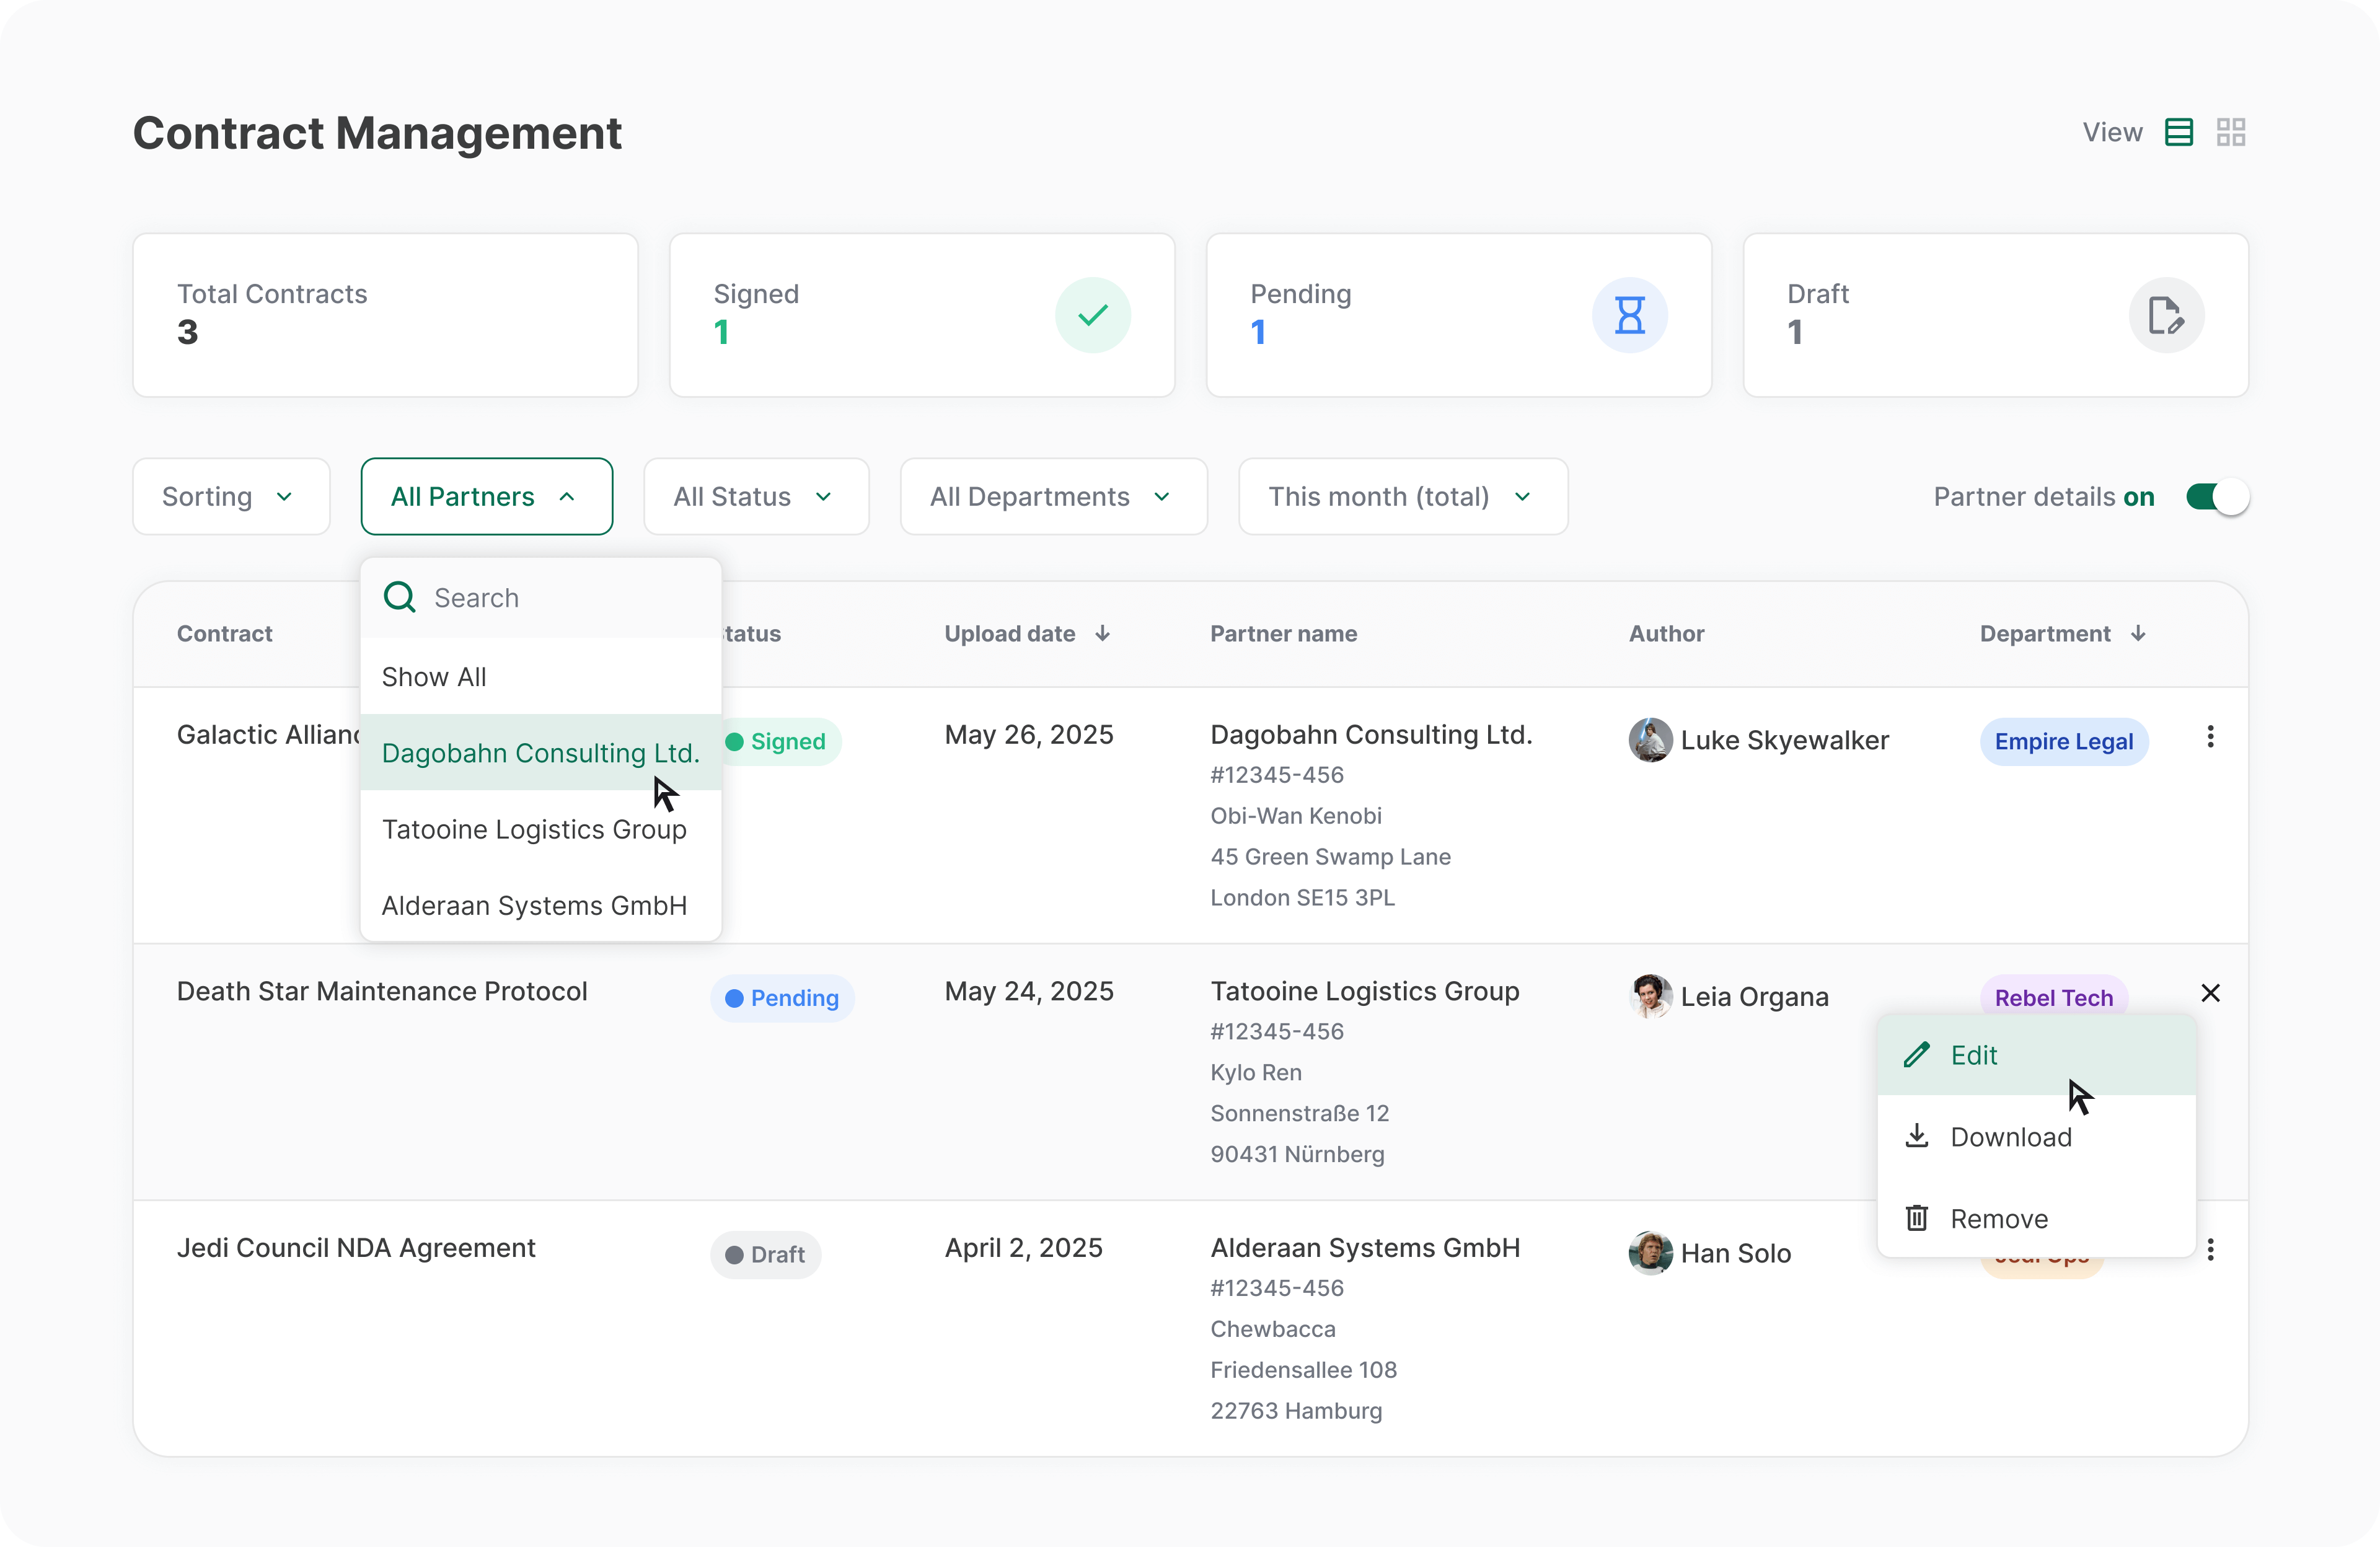 Contract Management
View
Total Contracts
3
Signed
1
Pending
1
Draft
1
Sorting
All Partners
All Status
All Departments
This month (total)
Partner details on
Search
Show All
Dagobahn Consulting Ltd.
Tatooine Logistics Group
Alderaan Systems GmbH
Contract
Upload date
Partner name
Author
Department
Galactic
Signed
May 26, 2025
Dagobahn Consulting Ltd.
#12345-456
Obi-Wan Kenobi
45 Green Swamp Lane
London SE15 3PL
Luke Skyewalker
Empire Legal
Death Star Maintenance Protocol
Pending
May 24, 2025
Tatooine Logistics Group
#12345-456
Kylo Ren
Sonnenstraße 12
90431 Nürnberg
Leia Organa
Rebel Tech
Edit
Download
Remove
Jedi Council NDA Agreement
Draft
April 2, 2025
Alderaan Systems GmbH
#12345-456
Chewbacca
Friedensallee 108
22763 Hamburg
Han Solo